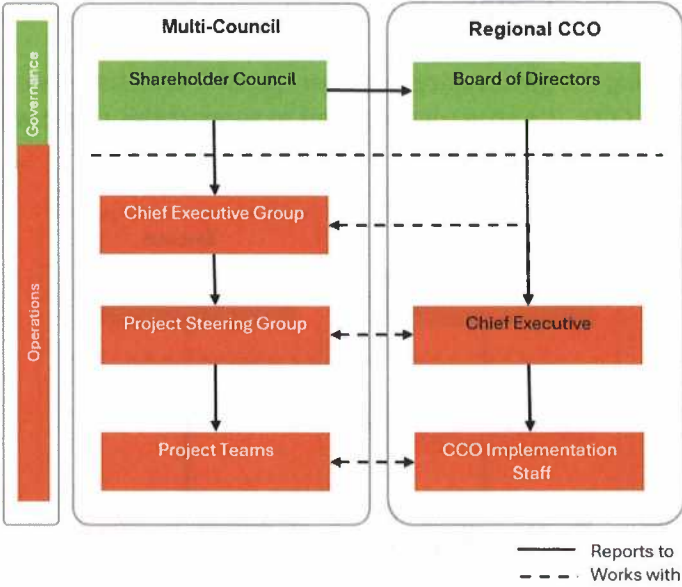 Multi-Council
Regional CCO
Governance
Shareholder Council
Board of Directors
Operations
Chief Executive Group
Project Steering Group
Chief Executive
Project Teams
CCO Implementation
Staff
Reports to
Works with